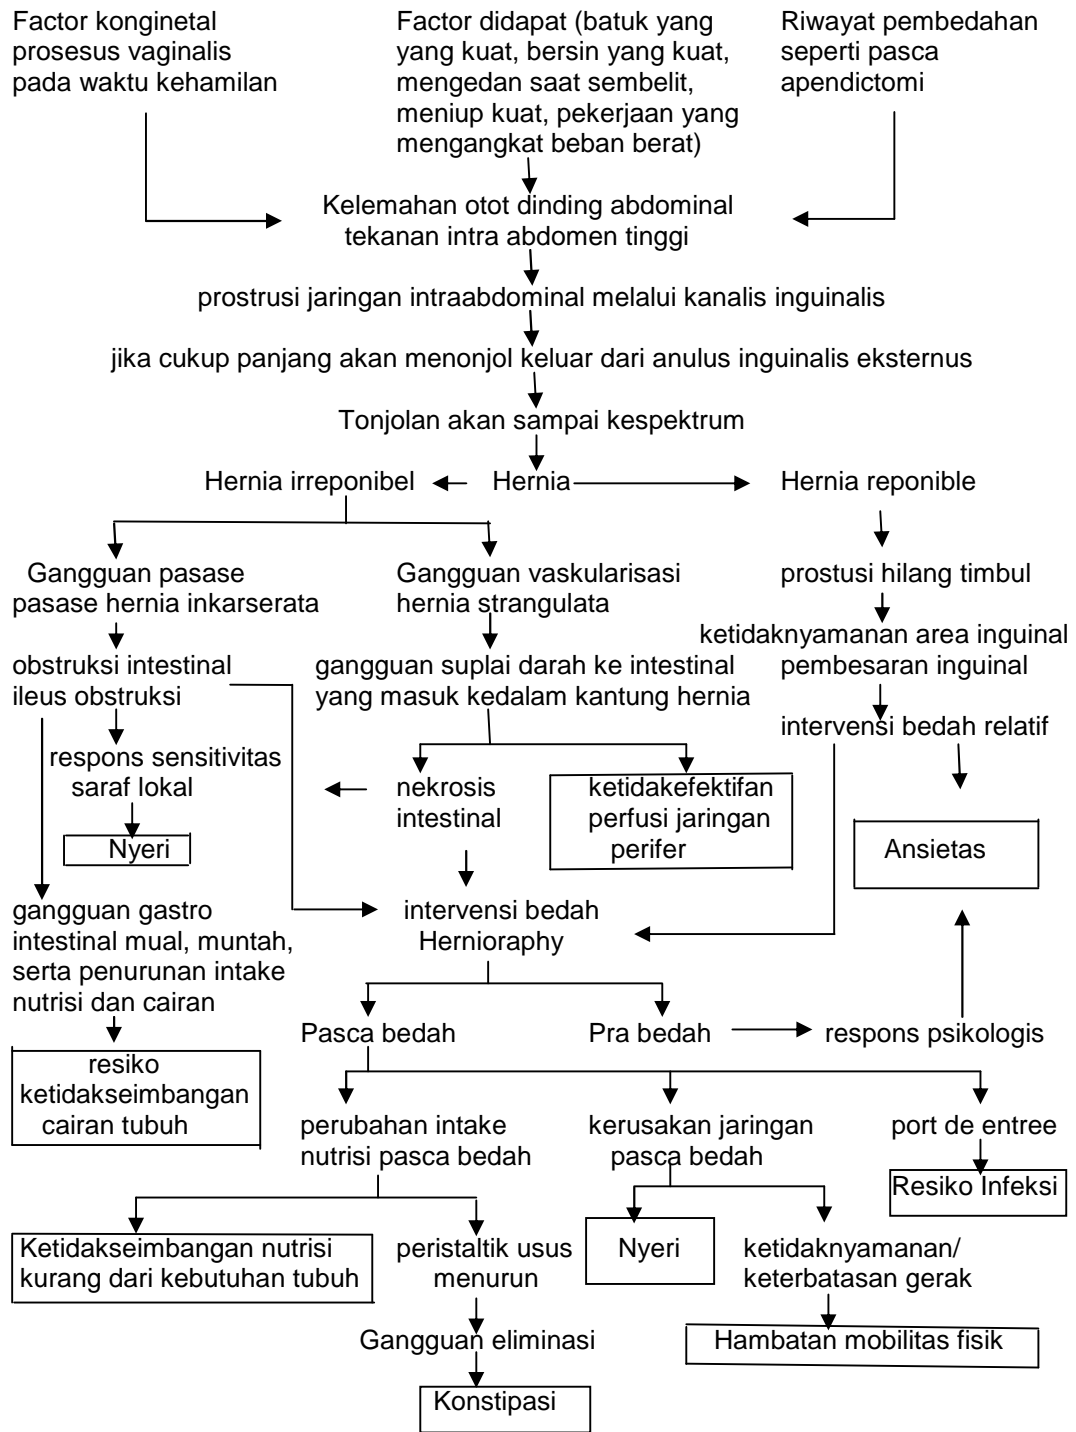 Factor konginetal
prosesus vaginalis
pada waktu kehamilan
Factor didapat (batuk yang
yang kuat, bersin yang kuat,
mengedan saat sembelit,
meniup kuat, pekerjaan yang
mengangkat beban berat)
Riwayat pembedahan
seperti pasca
apendictomi
Kelemahan otot dinding abdominal
tekanan intra abdomen tinggi
prostrusi jaringan intraabdominal melalui kanalis inguinalis
jika cukup panjang akan menonjol keluar dari anulus inguinalis eksternus
Tonjolan akan sampai kespektrum
Hernia irreponibel
Hernia
Hernia reponible
Gangguan pasase
pasase hernia inkarserata
Gangguan vaskularisasi
hernia strangulata
prostusi hilang timbul
ketidaknyamanan area inguinal
pembesaran inguinal
obstruksi intestinal
ileus obstruksi
gangguan suplai darah ke intestinal
yang masuk kedalam kantung hernia
intervensi bedah relatif
respons sensitivitas
saraf lokal
nekrosis
intestinal
ketidakefektifan
perfusi jaringan
perifer
Nyeri
Ansietas
gangguan gastro
intestinal mual, muntah,
serta penurunan intake
nutrisi dan cairan
intervensi bedah
Hernioraphy
Pasca bedah
Pra bedah
respons psikologis
resiko
ketidakseimbangan
cairan tubuh
perubahan intake
nutrisi pasca bedah
kerusakan jaringan
pasca bedah
port de entree
Resiko Infeksi
Ketidakseimbangan nutrisi
kurang dari kebutuhan tubuh
peristaltik usus
menurun
Nyeri
ketidaknyamanan/
keterbatasan gerak
Gangguan eliminasi
Hambatan mobilitas fisik
Konstipasi